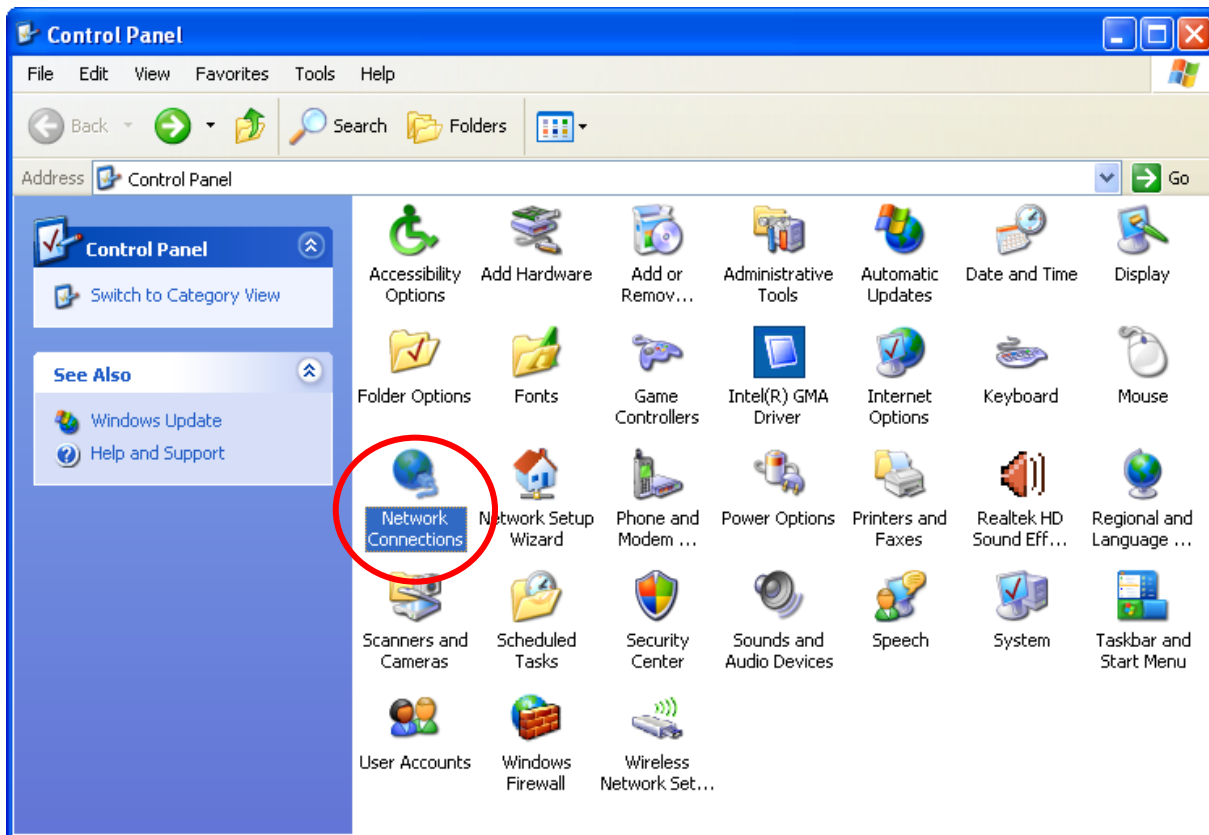 Control Panel
File Edit View Favorites Tools Help
Back Search Folders
Address Control Panel Go
Control Panel
Switch to Category View
See Also
Windows Update
Help and Support
Accessibility Options
Add Hardware
Add or Remov...
Administrative Tools
Automatic Updates
Date and Time
Display
Folder Options
Fonts
Game Controllers
Intel(R) GMA Driver
Internet Options
Keyboard
Mouse
Network Connections
Network Setup Wizard
Phone and Modem ...
Power Options
Printers and Faxes
Realtek HD Sound Eff...
Regional and Language ...
Scanners and Cameras
Scheduled Tasks
Security Center
Sounds and Audio Devices
Speech
System
Taskbar and Start Menu
User Accounts
Windows Firewall
Wireless Network Set...